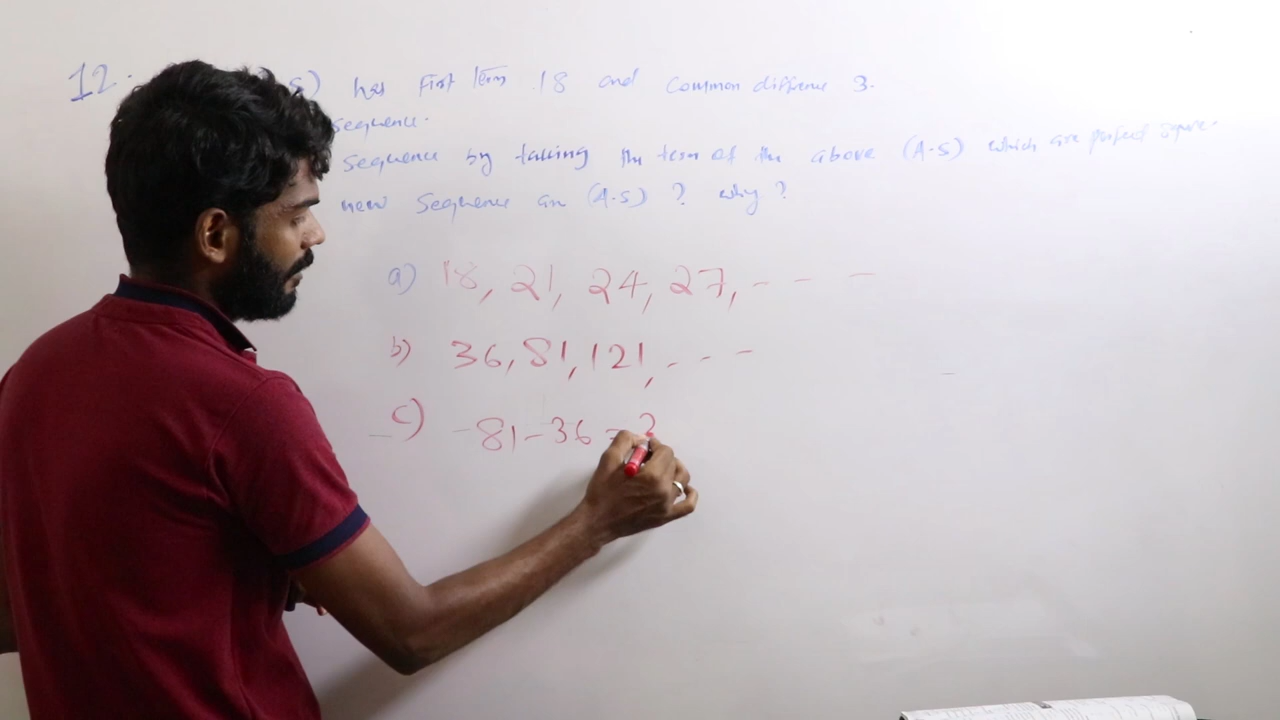 12. s) has First term 18 and Common diffrence 3.
sequence.
Sequence by taking the term of the above (A.S) which are perfect square.
new Sequence an (A.S) ? why ?
a) 18, 21, 24, 27, - - -
b) 36, 81, 121, - - -
c) - 81 - 36 =